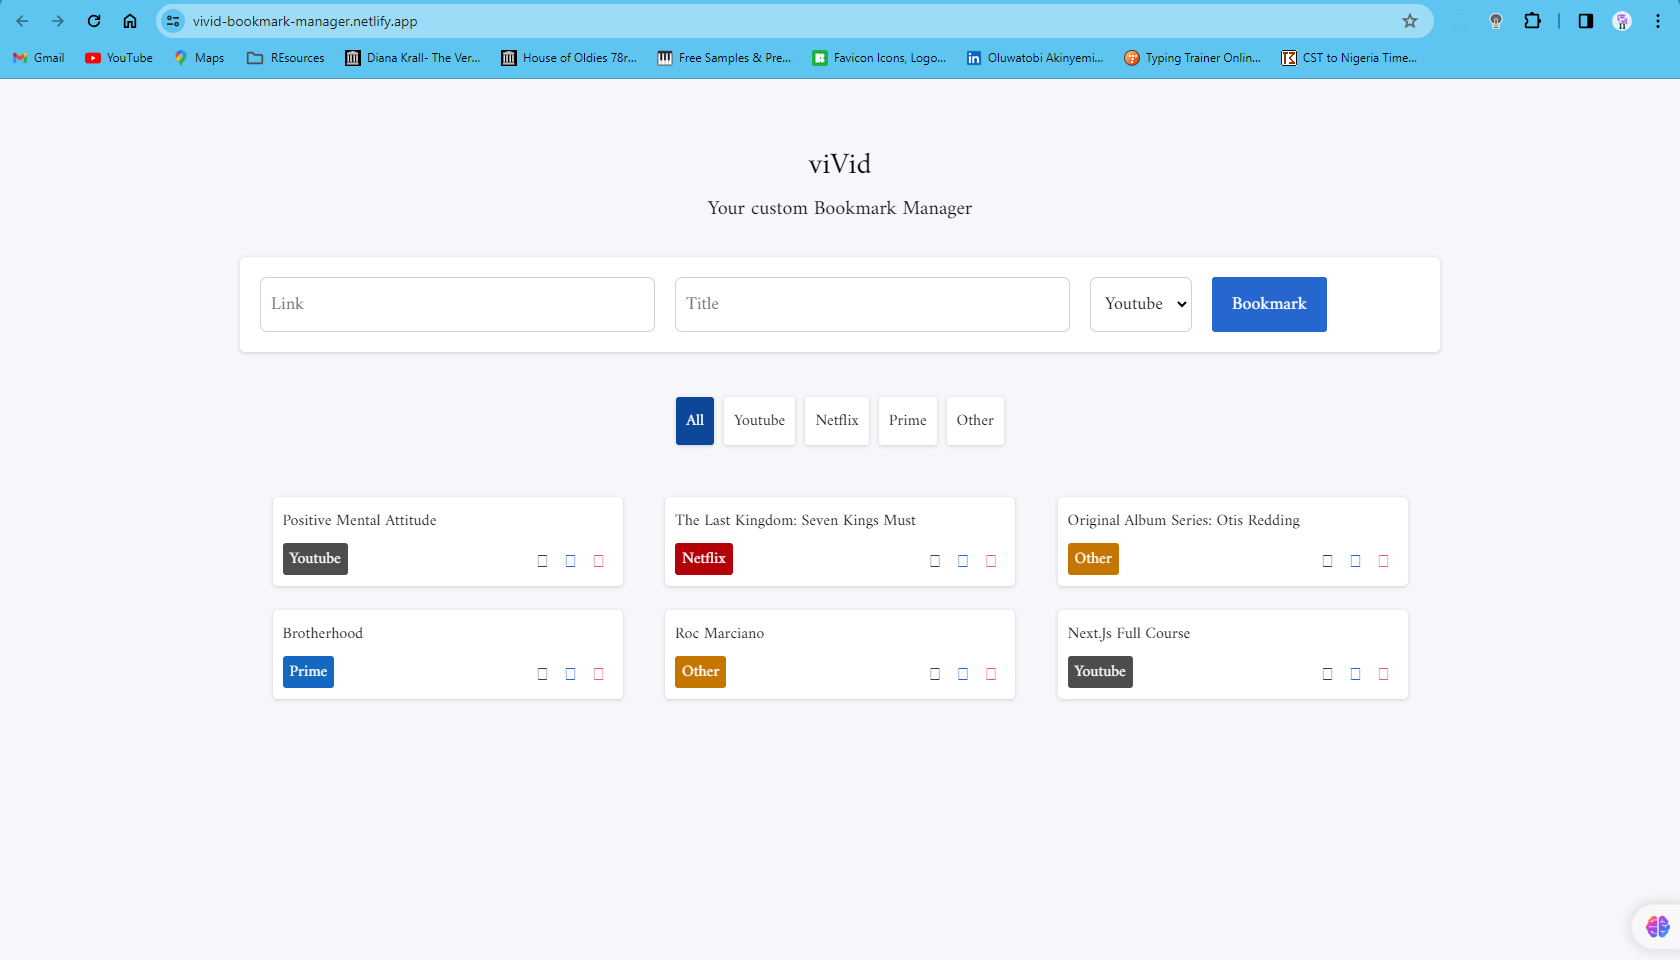 vivid-bookmark-manager.netlify.app
Gmail YouTube Maps REsources Diana Krall- The Ver... House of Oldies 78r... Free Samples & Pre... Favicon Icons, Logo... Oluwatobi Akinyemi... Typing Trainer Onlin... CST to Nigeria Time...
viVid
Your custom Bookmark Manager
Link Title Youtube Bookmark
All Youtube Netflix Prime Other
Positive Mental Attitude
Youtube
The Last Kingdom: Seven Kings Must
Netflix
Original Album Series: Otis Redding
Other
Brotherhood
Prime
Roc Marciano
Other
Next.Js Full Course
Youtube